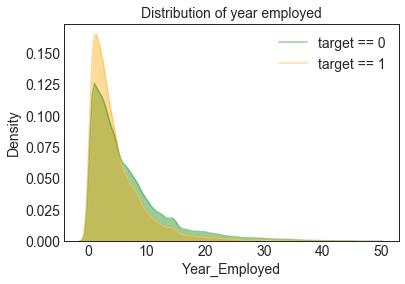 Distribution of year employed
target == 0
target == 1
Density
0.150
0.125
0.100
0.075
0.050
0.025
0.000
0 10 20 30 40 50
Year_Employed